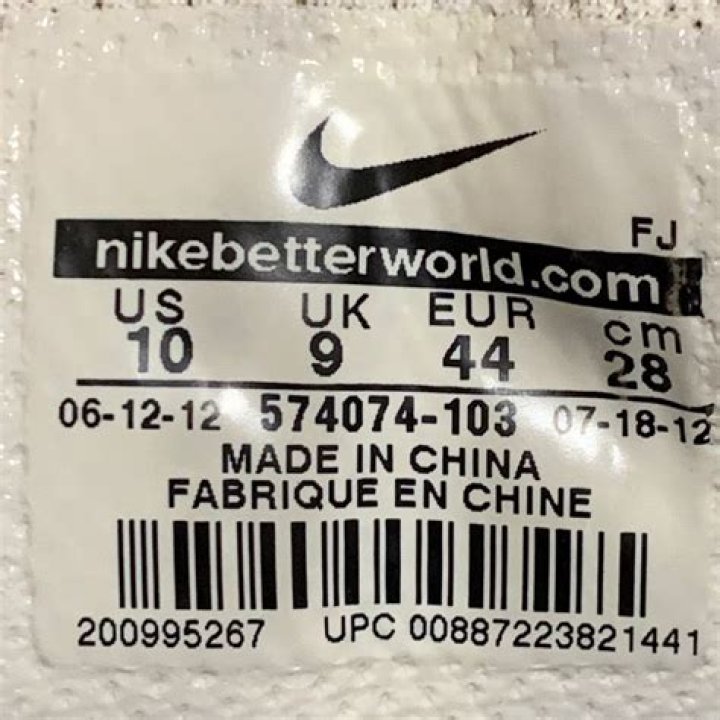 FJ
nikebetterworld.com
US UK EUR cm
10 9 44 28
06-12-12 574074-103 07-18-12
MADE IN CHINA
FABRIQUE EN CHINE
200995267 UPC 00887223821441